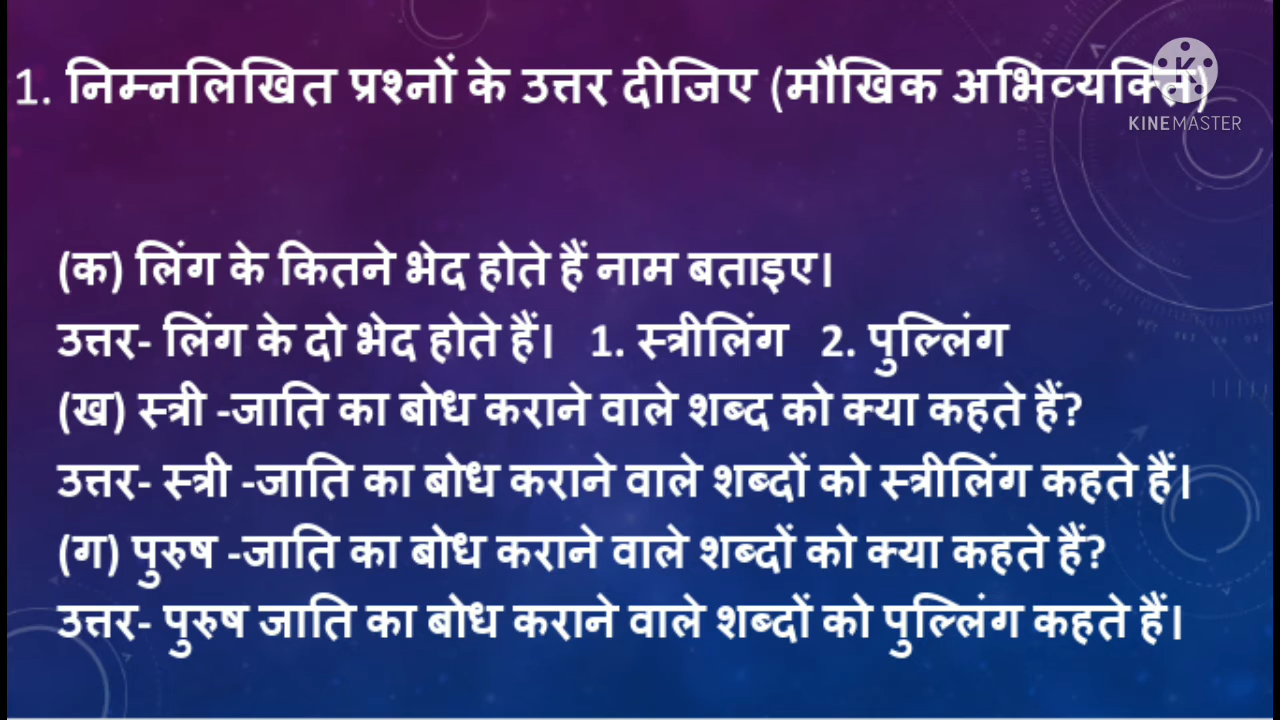 1. निम्नलिखित प्रश्नों के उत्तर दीजिए (मौखिक अभिव्यक्ति)
KINEMASTER
(क) लिंग के कितने भेद होते हैं नाम बताइए।
उत्तर- लिंग के दो भेद होते हैं। 1. स्त्रीलिंग 2. पुल्लिंग
(ख) स्त्री -जाति का बोध कराने वाले शब्द को क्या कहते हैं?
उत्तर- स्त्री -जाति का बोध कराने वाले शब्दों को स्त्रीलिंग कहते हैं।
(ग) पुरुष -जाति का बोध कराने वाले शब्दों को क्या कहते हैं?
उत्तर- पुरुष जाति का बोध कराने वाले शब्दों को पुल्लिंग कहते हैं।